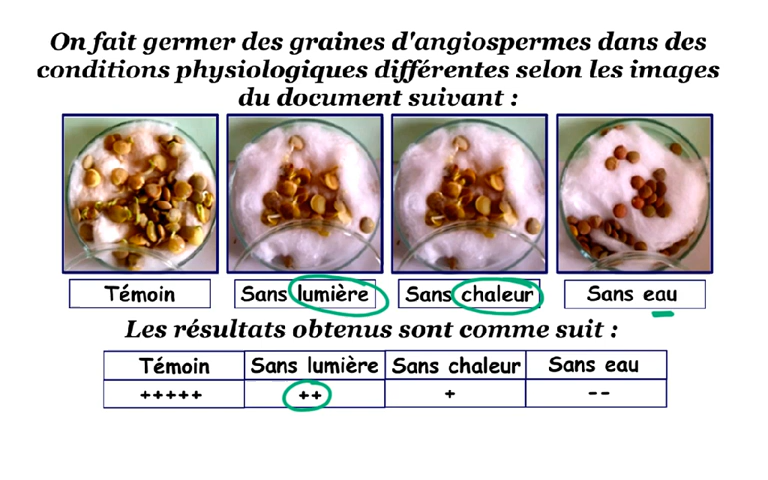 On fait germer des graines d'angiospermes dans des
conditions physiologiques différentes selon les images
du document suivant :
Témoin
Sans lumière
Sans chaleur
Sans eau
Les résultats obtenus sont comme suit :
Témoin Sans lumière Sans chaleur Sans eau
+++++ ++ + --